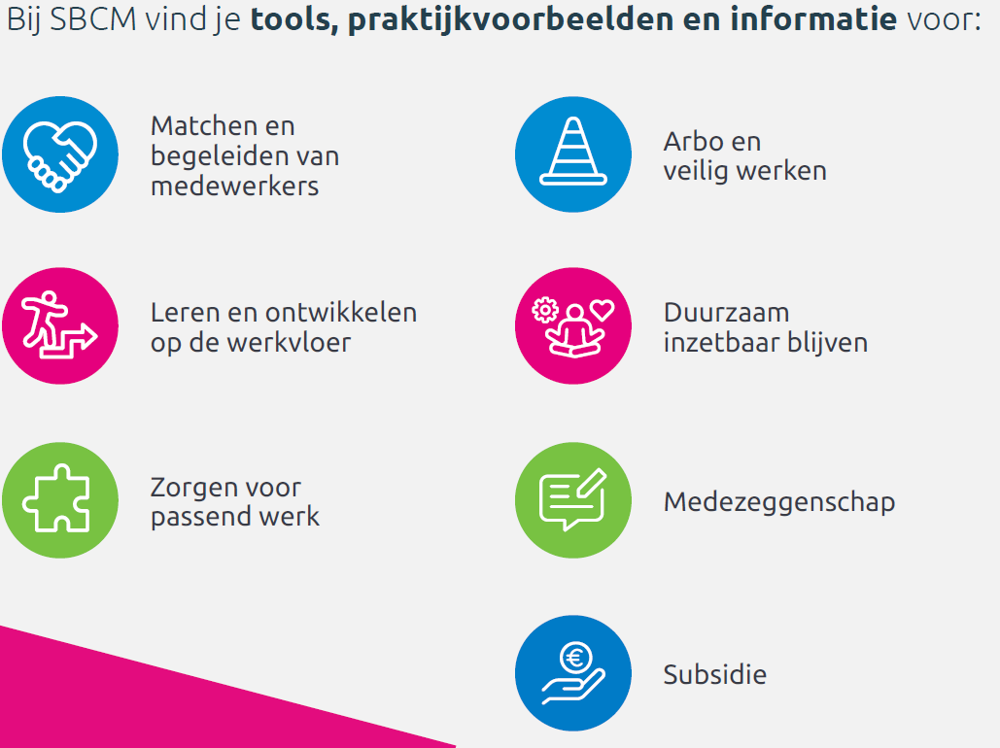 Bij SBCM vind je tools, praktijkvoorbeelden en informatie voor:
Matchen en
begeleiden van
medewerkers
Arbo en
veilig werken
Leren en ontwikkelen
op de werkvloer
Duurzaam
inzetbaar blijven
Zorgen voor
passend werk
Medezeggenschap
€
Subsidie